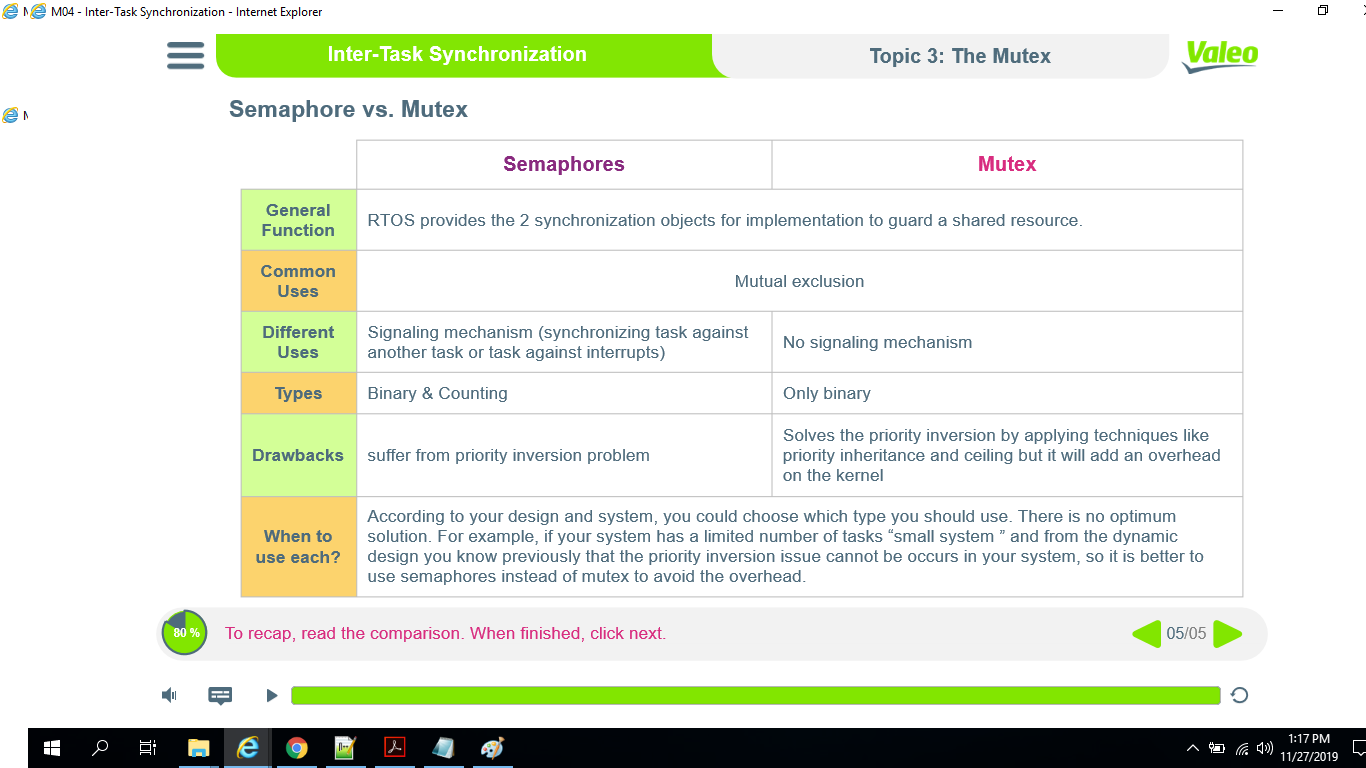 M04 - Inter-Task Synchronization - Internet Explorer
Inter-Task Synchronization
Topic 3: The Mutex
Valeo
Semaphore vs. Mutex
Semaphores
Mutex
General
Function
RTOS provides the 2 synchronization objects for implementation to guard a shared resource.
Common
Uses
Mutual exclusion
Different
Uses
Signaling mechanism (synchronizing task against
another task or task against interrupts)
No signaling mechanism
Types
Binary & Counting
Only binary
Drawbacks
suffer from priority inversion problem
Solves the priority inversion by applying techniques like
priority inheritance and ceiling but it will add an overhead
on the kernel
When to
use each?
According to your design and system, you could choose which type you should use. There is no optimum
solution. For example, if your system has a limited number of tasks “small system ” and from the dynamic
design you know previously that the priority inversion issue cannot be occurs in your system, so it is better to
use semaphores instead of mutex to avoid the overhead.
80 %
To recap, read the comparison. When finished, click next.
05/05
1:17 PM
11/27/2019